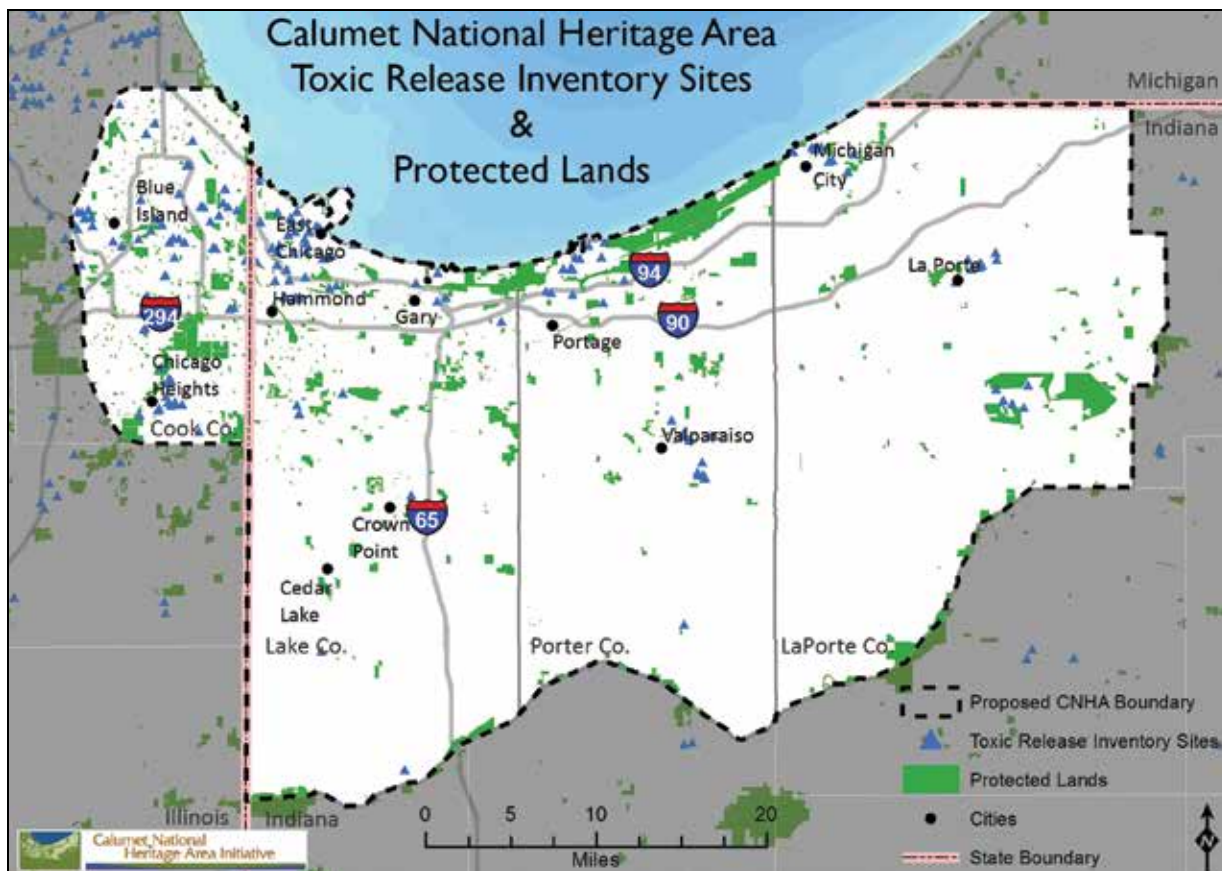 Calumet National Heritage Area
Toxic Release Inventory Sites
&
Protected Lands
Michigan
Indiana
Michigan
City
Blue
Island
East
Chicago
La Porte
94
Hammond
Gary
294
90
Portage
Chicago
Heights
Cook Co.
Valparaiso
65
Crown
Point
Cedar
Lake
Lake Co.
Porter Co.
LaPorte Co.
Proposed CNHA Boundary
Toxic Release Inventory Sites
Protected Lands
Cities
State Boundary
Illinois
Indiana
0 5 10 20
Miles
Calumet National
Heritage Area Initiative
N